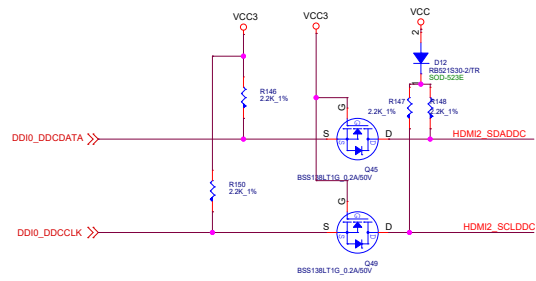 VCC3
VCC3
VCC
2
D12
RB521S30-2/TR
SOD-523E
R146
2.2K_1%
R147
2.2K_1%
R148
2.2K_1%
G
DDI0_DDCDATA
S
D
HDMI2_SDADDC
G
S
D
Q45
BSS138LT1G_0.2A/50V
R150
2.2K_1%
G
DDI0_DDCCLK
S
D
HDMI2_SCLDDC
G
S
D
Q49
BSS138LT1G_0.2A/50V